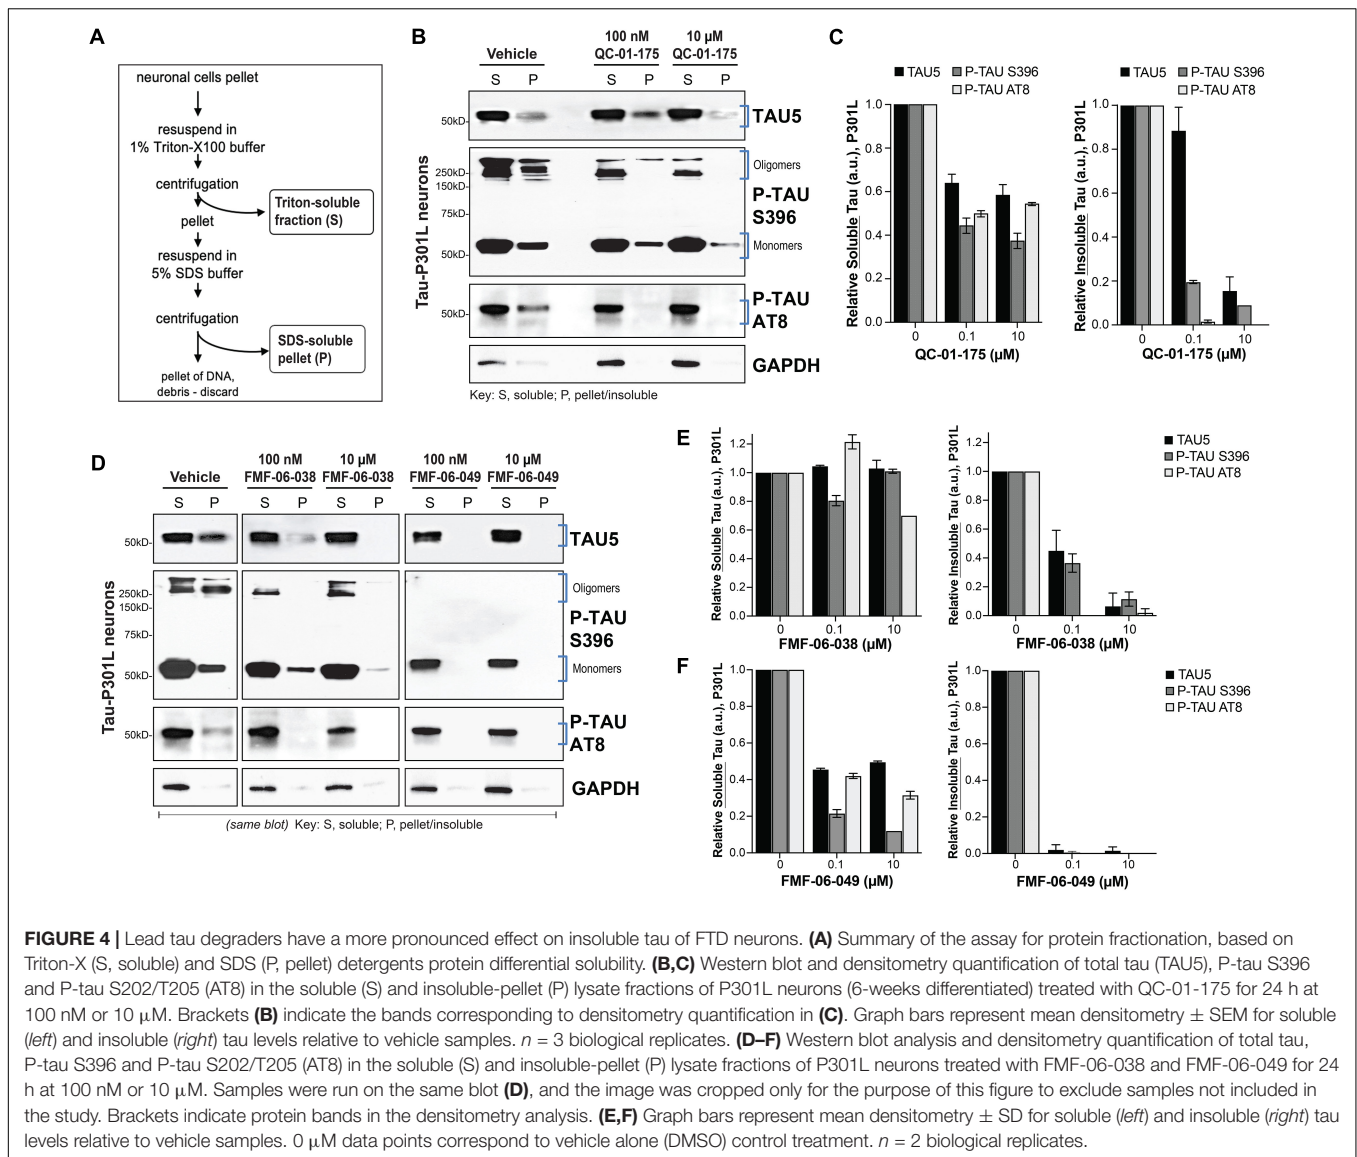 A
neuronal cells pellet
resuspend in
1% Triton-X100 buffer
centrifugation
Triton-soluble
fraction (S)
pellet
resuspend in
5% SDS buffer
centrifugation
SDS-soluble
pellet (P)
pellet of DNA,
debris - discard
B
Vehicle
100 nM
QC-01-175
10 µM
QC-01-175
S P S P S P
Tau-P301L neurons
50kD-
TAU5
250kD-
150kD-
75kD-
50kD-
Oligomers
P-TAU
S396
Monomers
50kD-
P-TAU
AT8
GAPDH
Key: S, soluble; P, pellet/insoluble
C
TAU5 P-TAU S396
P-TAU AT8
Relative Soluble Tau (a.u.), P301L
1.0
0.8
0.6
0.4
0.2
0.0
0 0.1 10
QC-01-175 (µM)
TAU5 P-TAU S396
P-TAU AT8
Relative Insoluble Tau (a.u.), P301L
1.0
0.8
0.6
0.4
0.2
0.0
0 0.1 10
QC-01-175 (µM)
D
Vehicle
100 nM
FMF-06-038
10 µM
FMF-06-038
100 nM
FMF-06-049
10 µM
FMF-06-049
S P S P S P S P S P
Tau-P301L neurons
50kD-
TAU5
250kD-
150kD-
75kD-
50kD-
Oligomers
P-TAU
S396
Monomers
50kD-
P-TAU
AT8
GAPDH
(same blot) Key: S, soluble; P, pellet/insoluble
E
Relative Soluble Tau (a.u.), P301L
1.2
1.0
0.8
0.6
0.4
0.2
0.0
0 0.1 10
FMF-06-038 (µM)
Relative Insoluble Tau (a.u.), P301L
1.2
1.0
0.8
0.6
0.4
0.2
0.0
0 0.1 10
FMF-06-038 (µM)
TAU5
P-TAU S396
P-TAU AT8
F
Relative Soluble Tau (a.u.), P301L
1.0
0.8
0.6
0.4
0.2
0.0
0 0.1 10
FMF-06-049 (µM)
Relative Insoluble Tau (a.u.), P301L
1.0
0.8
0.6
0.4
0.2
0.0
0 0.1 10
FMF-06-049 (µM)
TAU5
P-TAU S396
P-TAU AT8
FIGURE 4 | Lead tau degraders have a more pronounced effect on insoluble tau of FTD neurons. (A) Summary of the assay for protein fractionation, based on
Triton-X (S, soluble) and SDS (P, pellet) detergents protein differential solubility. (B,C) Western blot and densitometry quantification of total tau (TAU5), P-tau S396
and P-tau S202/T205 (AT8) in the soluble (S) and insoluble-pellet (P) lysate fractions of P301L neurons (6-weeks differentiated) treated with QC-01-175 for 24 h at
100 nM or 10 µM. Brackets (B) indicate the bands corresponding to densitometry quantification in (C). Graph bars represent mean densitometry ± SEM for soluble
(left) and insoluble (right) tau levels relative to vehicle samples. n = 3 biological replicates. (D–F) Western blot analysis and densitometry quantification of total tau,
P-tau S396 and P-tau S202/T205 (AT8) in the soluble (S) and insoluble-pellet (P) lysate fractions of P301L neurons treated with FMF-06-038 and FMF-06-049 for 24
h at 100 nM or 10 µM. Samples were run on the same blot (D), and the image was cropped only for the purpose of this figure to exclude samples not included in
the study. Brackets indicate protein bands in the densitometry analysis. (E,F) Graph bars represent mean densitometry ± SD for soluble (left) and insoluble (right) tau
levels relative to vehicle samples. 0 µM data points correspond to vehicle alone (DMSO) control treatment. n = 2 biological replicates.